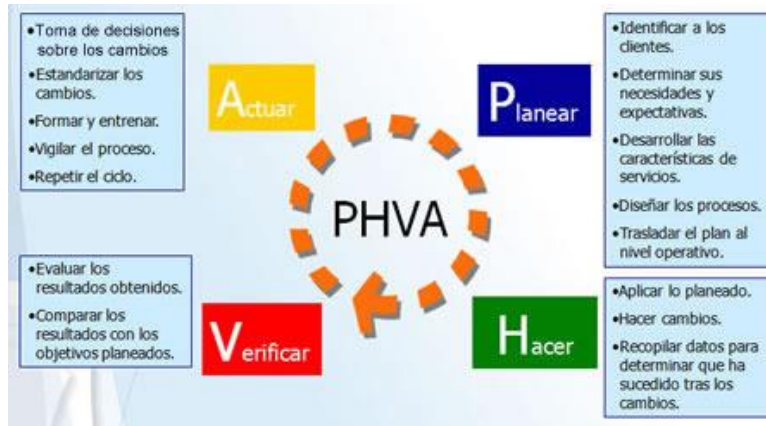 •Toma de decisiones
sobre los cambios
•Estandarizar los
cambios.
•Formar y entrenar.
•Vigilar el proceso.
•Repetir el ciclo.
Actuar
Planear
•Identificar a los
clientes.
•Determinar sus
necesidades y
expectativas.
•Desarrollar las
características de
servicios.
•Diseñar los procesos.
•Trasladar el plan al
nivel operativo.
PHVA
•Evaluar los
resultados obtenidos.
•Comparar los
resultados con los
objetivos planeados.
Verificar
Hacer
•Aplicar lo planeado.
•Hacer cambios.
•Recopilar datos para
determinar que ha
sucedido tras los
cambios.